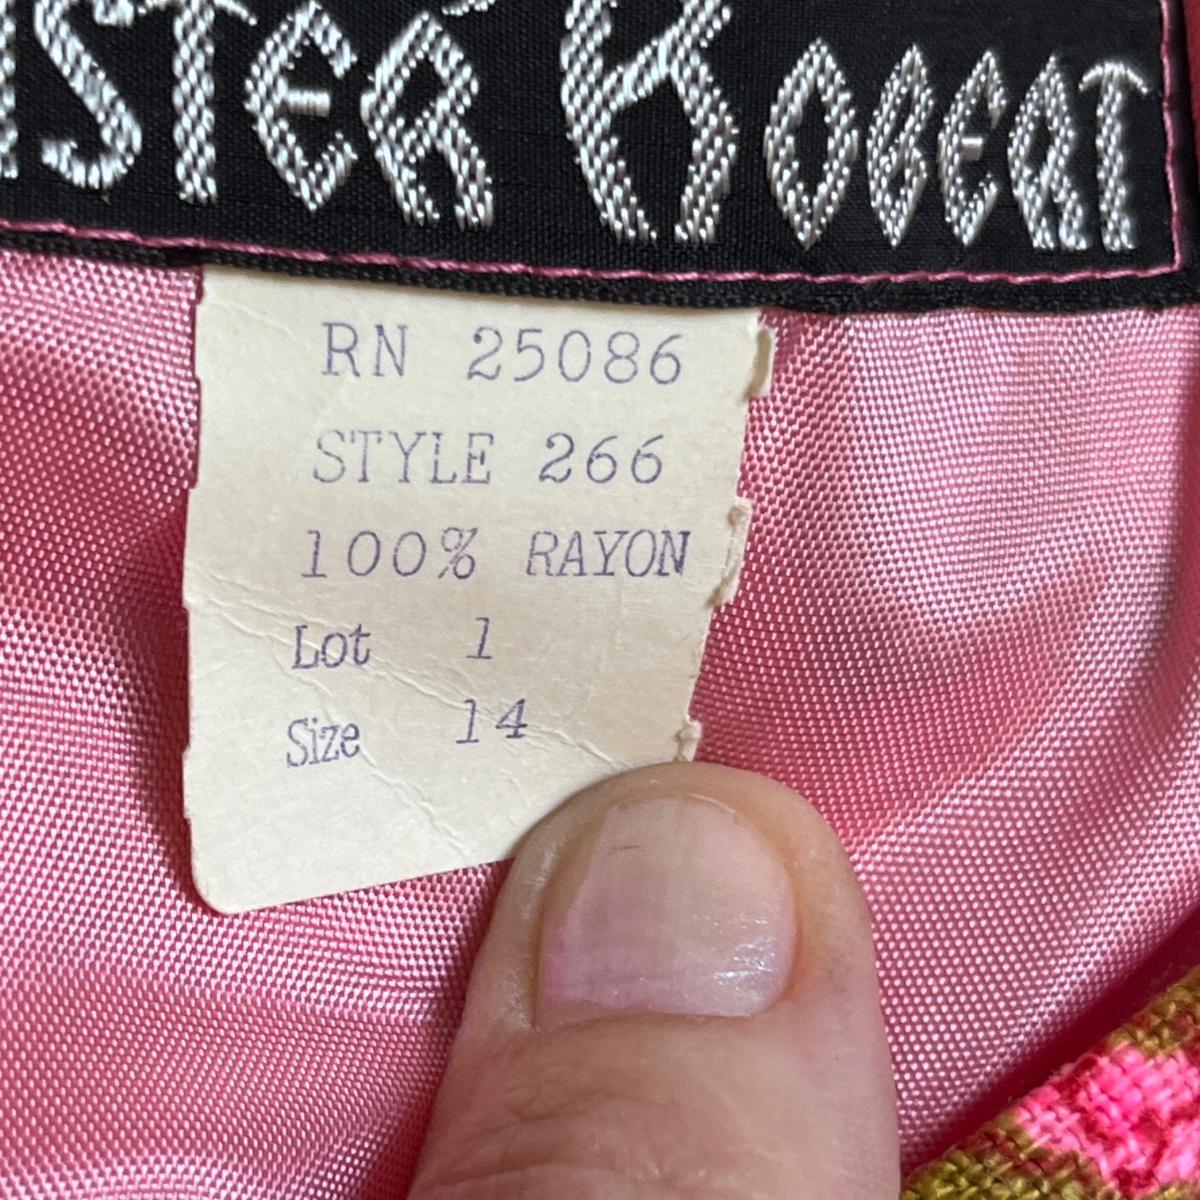 ISTER ROBERT
RN 25086
STYLE 266
100% RAYON
Lot 1
Size 14